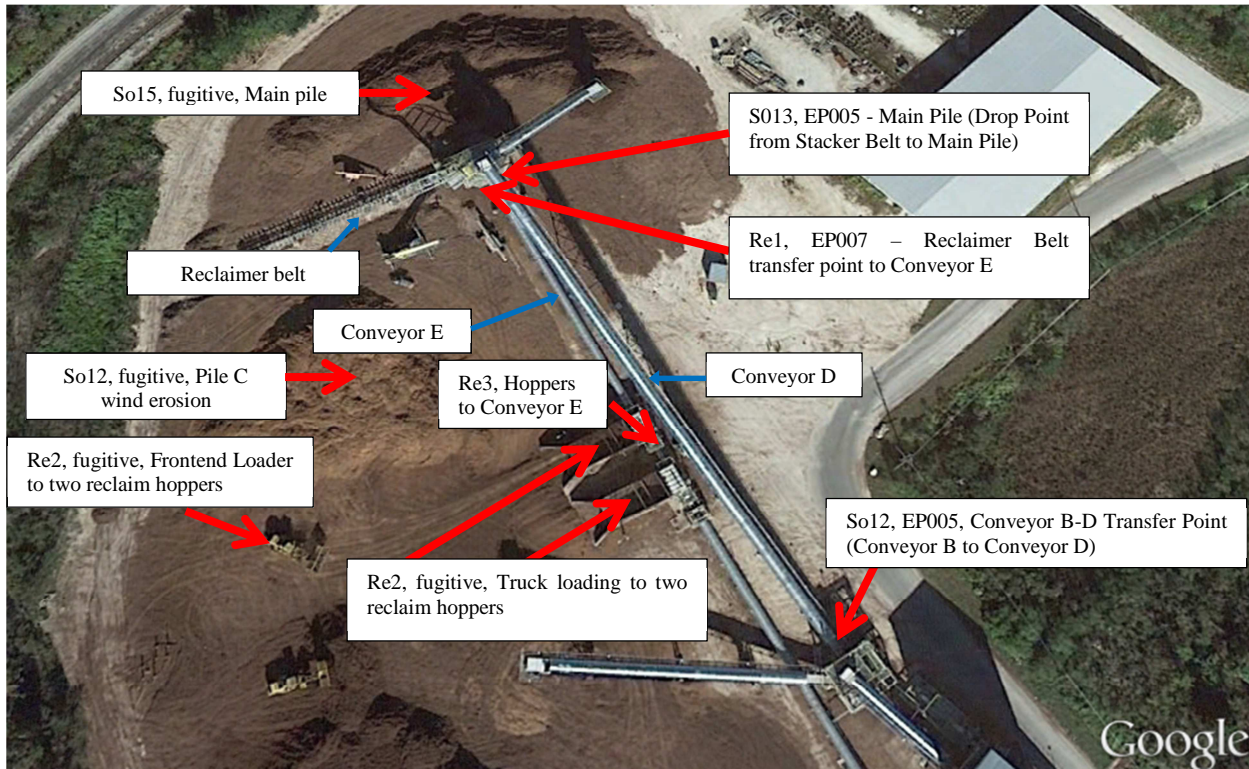 So15, fugitive, Main pile
S013, EP005 - Main Pile (Drop Point
from Stacker Belt to Main Pile)
Re1, EP007 – Reclaimer Belt
transfer point to Conveyor E
Reclaimer belt
Conveyor E
So12, fugitive, Pile C
wind erosion
Re3, Hoppers
to Conveyor E
Conveyor D
Re2, fugitive, Frontend Loader
to two reclaim hoppers
So12, EP005, Conveyor B-D Transfer Point
(Conveyor B to Conveyor D)
Re2, fugitive, Truck loading to two
reclaim hoppers
Google